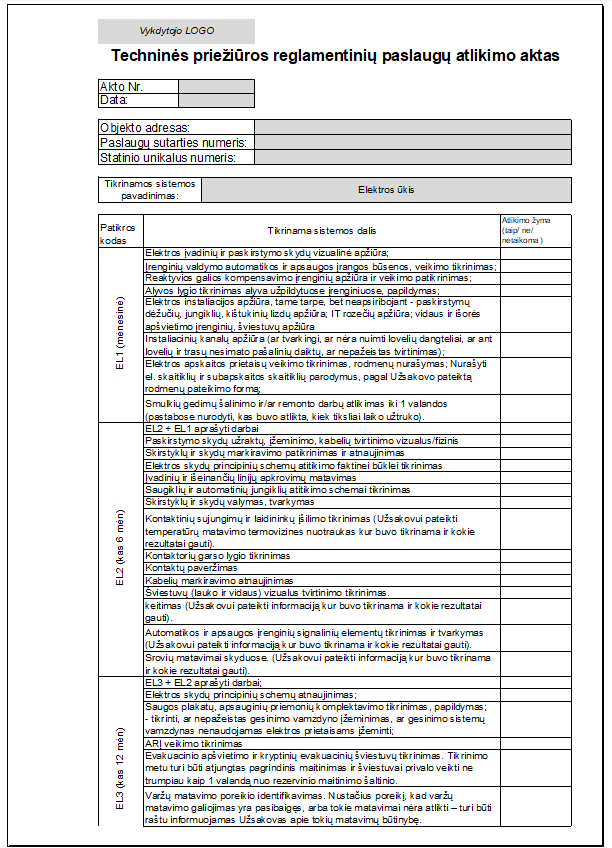 Vykdytojo LOGO
Techninės priežiūros reglamentinių paslaugų atlikimo aktas
Akto Nr.
Data:
Objekto adresas:
Paslaugų sutarties numeris:
Statinio unikalus numeris:
Tikrinamos sistemos
pavadinimas:
Elektros ūkis
Patikros
kodas
Tikrinama sistemos dalis
Atlikimo žyma
(taip/ ne/
netaikoma )
EL1 (mėnesinė)
Elektros įvadinių ir paskirstymo skydų vizualinė apžiūra;
Įrenginių valdymo automatikos ir apsaugos įrangos būsenos, veikimo tikrinimas;
Reaktyvios galios kompensavimo įrenginių apžiūra ir veikimo patikrinimas;
Alyvos lygio tikrinimas alyva užpildytuose įrenginiuose, papildymas;
Elektros instaliacijos apžiūra, tame tarpe, bet neapsiribojant - paskirstymų
dėžučių, jungiklių, kištukinių lizdų apžiūra; IT rozečių apžiūra; vidaus ir išorės
apšvietimo įrenginių, šviestuvų apžiūra
Instaliacinių kanalų apžiūra (ar tvarkingi, ar nėra nuimti lovelių dangteliai, ar ant
lovelių ir trasų nesimato pašalinių daiktų, ar nepažeistas tvirtinimas);
Elektros apskaitos prietaisų veikimo tikrinimas, rodmenų nurašymas; Nurašyti
el. skaitiklių ir subapskaitos skaitiklių parodymus, pagal Užsakovo pateiktą
rodmenų pateikimo formą;
Smulkių gedimų šalinimo ir/ar remonto darbų atlikimas iki 1 valandos
(pastabose nurodyti, kas buvo atlikta, kiek tiksliai laiko užtruko).
EL2 (kas 6 mėn)
EL2 + EL1 aprašyti darbai
Paskirstymo skydų užraktų, įžeminimo, kabelių tvirtinimo vizualus/fizinis
Skirstyklų ir skydų markiravimo patikrinimas ir atnaujinimas
Elektros skydų principinių schemų atitikimo faktinei būklei tikrinimas
Įvadinių ir išeinančių linijų apkrovimų matavimas
Saugiklių ir automatinių jungiklių atitikimo schemai tikrinimas
Skirstyklų ir skydų valymas, tvarkymas
Kontaktinių sujungimų ir laidininkų įšilimo tikrinimas (Užsakovui pateikti
temperatūrų matavimo termovizines nuotraukas kur buvo tikrinama ir kokie
rezultatai gauti).
Kontaktorių garso lygio tikrinimas
Kontaktų paveržimas
Kabelių markiravimo atnaujinimas
Šviestuvų (lauko ir vidaus) vizualus tvirtinimo tikrinimas.
keitimas (Užsakovui pateikti informaciją kur buvo tikrinama ir kokie rezultatai
gauti).
Automatikos ir apsaugos įrenginių signalinių elementų tikrinimas ir tvarkymas
(Užsakovui pateikti informaciją kur buvo tikrinama ir kokie rezultatai gauti).
Srovių matavimai skyduose. (Užsakovui pateikti informaciją kur buvo tikrinama
ir kokie rezultatai gauti).
EL3 (kas 12 mėn)
EL3 + EL2 aprašyti darbai;
Elektros skydų principinių schemų atnaujinimas;
Saugos plakatų, apsauginių priemonių komplektavimo tikrinimas, papildymas;
- tikrinti, ar nepažeistas gesinimo vamzdyno įžeminimas, ar gesinimo sistemų
vamzdynas nenaudojamas elektros prietaisams įžeminti;
ARĮ veikimo tikrinimas
Evakuacinio apšvietimo ir kryptinių evakuacinių šviestuvų tikrinimas. Tikrinimo
metu turi būti atjungtas pagrindinis maitinimas ir šviestuvai privalo veikti ne
trumpiau kaip 1 valandą nuo rezervinio maitinimo šaltinio.
Varžų matavimo poreikio identifikavimas. Nustačius poreikį, kad varžų
matavimo galiojimas yra pasibaigęs, arba tokie matavimai nėra atlikti – turi būti
raštu informuojamas Užsakovas apie tokių matavimų būtinybę.